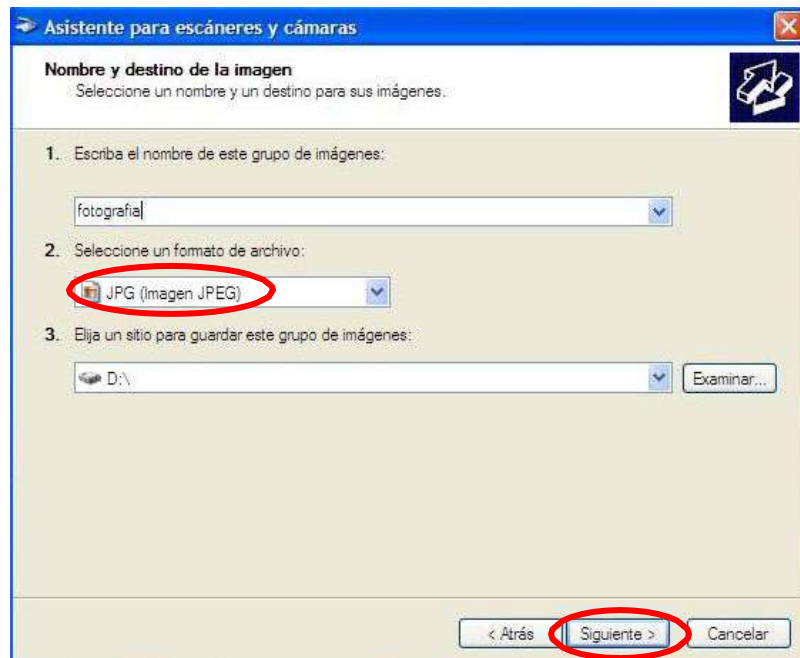 Asistente para escáneres y cámaras
Nombre y destino de la imagen
Seleccione un nombre y un destino para sus imágenes.
1. Escriba el nombre de este grupo de imágenes:
fotografia
2. Seleccione un formato de archivo:
JPG (Imagen JPEG)
3. Elija un sitio para guardar este grupo de imágenes:
D:\
Examinar...
< Atrás
Siguiente >
Cancelar